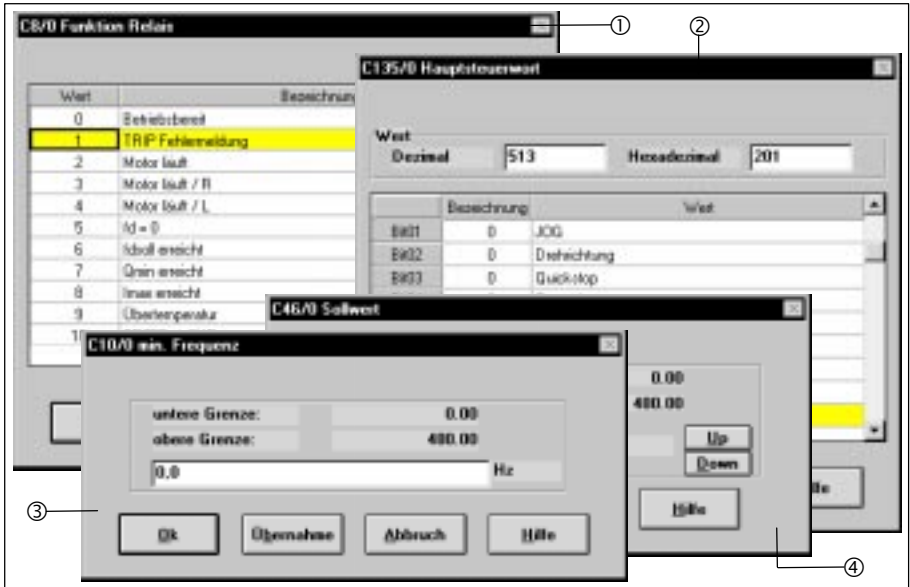 C8/0 Funktion Relais
①
②
C135/0 Hauptsteuerwort
Wert
Bezeichnung
0 Betriebsbereit
1 TRIP Fehlermeldung
2 Motor läuft
3 Motor läuft / R
4 Motor läuft / L
5 fd = 0
6 fdsoll erreicht
7 Qmin erreicht
8 Imax erreicht
9 Übertemperatur
Wert
Dezimal 513 Hexadezimal 201
Bezeichnung Wert
Bit01 0 JOG
Bit02 0 Drehrichtung
Bit03 0 Quickstop
C46/0 Sollwert
0.00
400.00
Up
Down
Hilfe
C10/0 min. Frequenz
untere Grenze: 0.00
obere Grenze: 400.00
0.0 Hz
Ok Übernahme Abbruch Hilfe
③
④